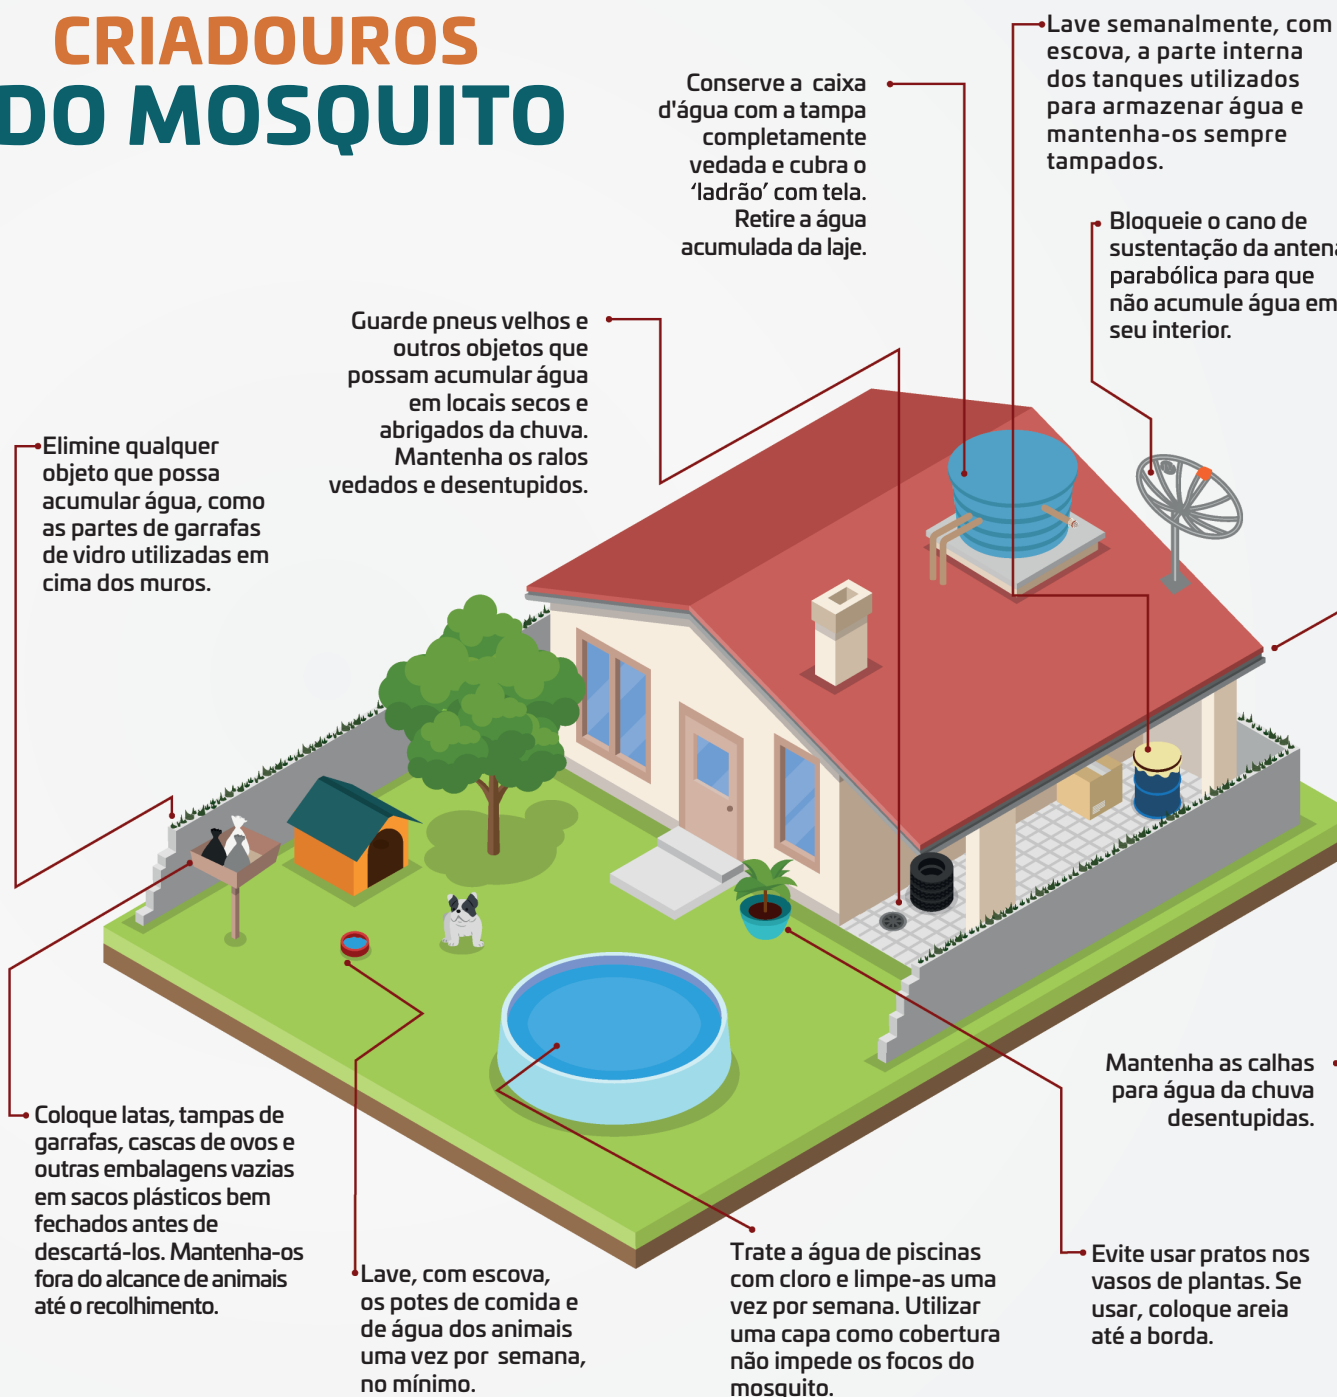 CRIADOUROS
DO MOSQUITO
Lave semanalmente, com
escova, a parte interna
dos tanques utilizados
para armazenar água e
mantenha-os sempre
tampados.
Conserve a caixa
d'água com a tampa
completamente
vedada e cubra o
‘ladrão’ com tela.
Retire a água
acumulada da laje.
Bloqueie o cano de
sustentação da antena
parabólica para que
não acumule água em
seu interior.
Guarde pneus velhos e
outros objetos que
possam acumular água
em locais secos e
abrigados da chuva.
Mantenha os ralos
vedados e desentupidos.
Elimine qualquer
objeto que possa
acumular água, como
as partes de garrafas
de vidro utilizadas em
cima dos muros.
Mantenha as calhas
para água da chuva
desentupidas.
Coloque latas, tampas de
garrafas, cascas de ovos e
outras embalagens vazias
em sacos plásticos bem
fechados antes de
descartá-los. Mantenha-os
fora do alcance de animais
até o recolhimento.
Lave, com escova,
os potes de comida e
de água dos animais
uma vez por semana,
no mínimo.
Trate a água de piscinas
com cloro e limpe-as uma
vez por semana. Utilizar
uma capa como cobertura
não impede os focos do
mosquito.
Evite usar pratos nos
vasos de plantas. Se
usar, coloque areia
até a borda.